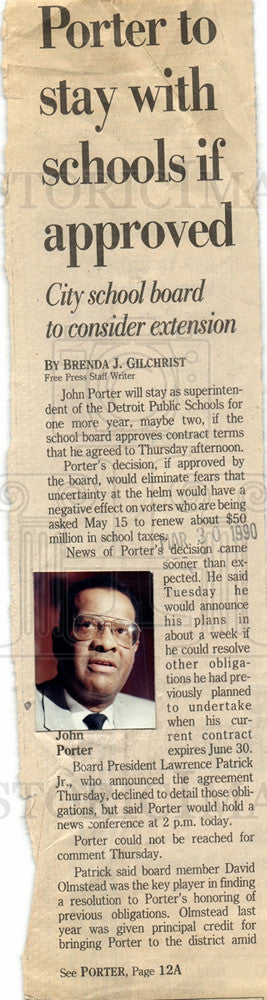 Porter to
stay with
schools if
approved
City school board
to consider extension
BY BRENDA J. GILCHRIST
Free Press Staff Writer
John Porter will stay as superinten-
dent of the Detroit Public Schools for
one more year, maybe two, if the
school board approves contract terms
that he agreed to Thursday afternoon.
Porter's decision, if approved by
the board, would eliminate fears that
uncertainty at the helm would have a
negative effect on voters who are being
asked May 15 to renew about $50
million in school taxes.
MAR 30 1990
News of Porter's decision came
sooner than ex-
pected. He said
Tuesday he
would announce
his plans in
about a week if
he could resolve
other obliga-
tions he had pre-
viously planned
to undertake
when his cur-
rent contract
expires June 30.
John
Porter
Board President Lawrence Patrick
Jr., who announced the agreement
Thursday, declined to detail those obli-
gations, but said Porter would hold a
news conference at 2 p.m. today.
Porter could not be reached for
comment Thursday.
Patrick said board member David
Olmstead was the key player in finding
a resolution to Porter's honoring of
previous obligations. Olmstead last
year was given principal credit for
bringing Porter to the district amid
See PORTER, Page 12A